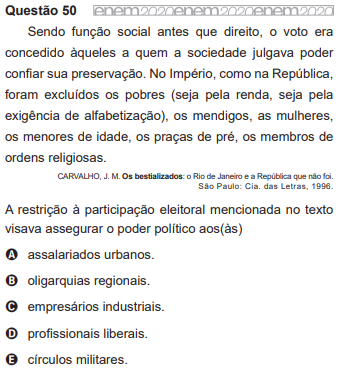 Questão 50 enem2020enem2020enem2020
Sendo função social antes que direito, o voto era
concedido àqueles a quem a sociedade julgava poder
confiar sua preservação. No Império, como na República,
foram excluídos os pobres (seja pela renda, seja pela
exigência de alfabetização), os mendigos, as mulheres,
os menores de idade, os praças de pré, os membros de
ordens religiosas.
CARVALHO, J. M. Os bestializados: o Rio de Janeiro e a República que não foi.
São Paulo: Cia. das Letras, 1996.
A restrição à participação eleitoral mencionada no texto
visava assegurar o poder político aos(às)
A assalariados urbanos.
B oligarquias regionais.
C empresários industriais.
D profissionais liberais.
E círculos militares.